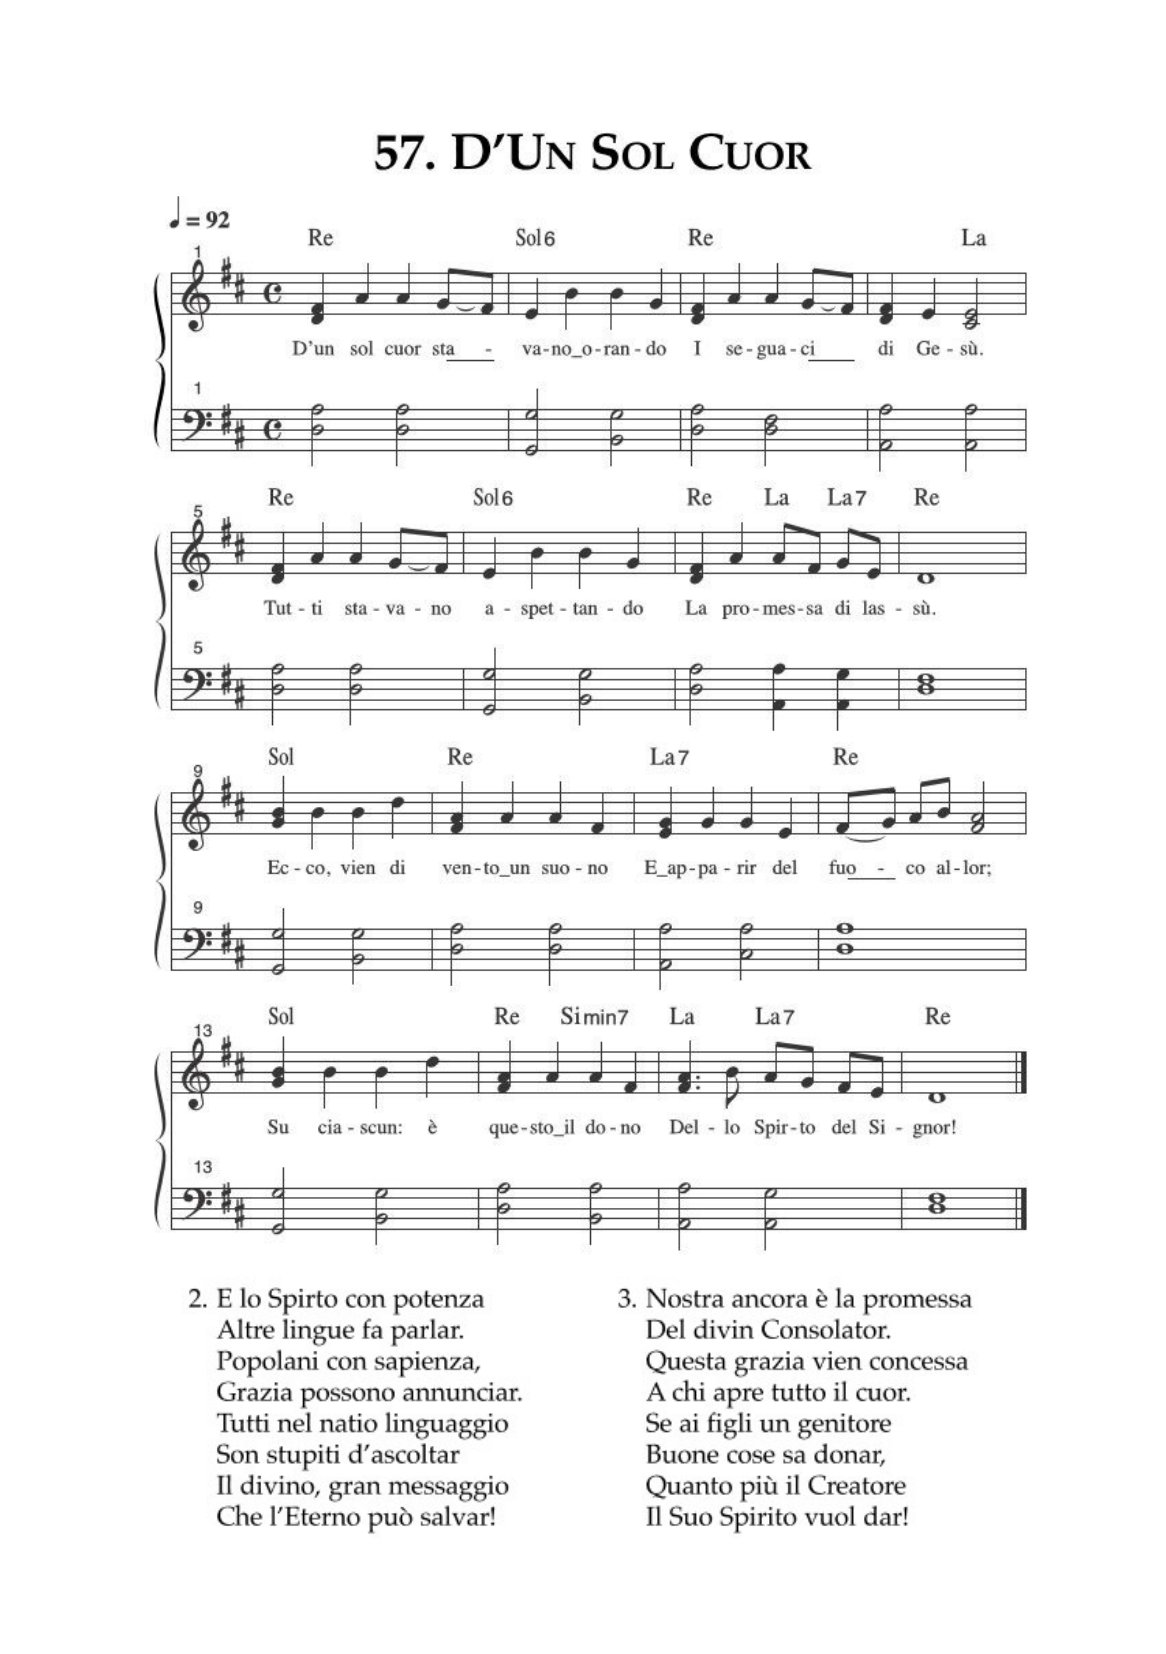 57. D'Un Sol Cuor
♩ = 92
Re Sol6 Re La
1
D'un sol cuor sta___ - va-no_o-ran-do I se-gua-ci____ di Ge-sù.
1
Re Sol6 Re La La7 Re
5
Tut-ti sta-va-no a-spet-tan-do La pro-mes-sa di las-sù.
5
Sol Re La7 Re
9
Ec-co, vien di ven-to_un suo-no E_ap-pa-rir del fuo___-_ co al-lor;
9
Sol Re Simin7 La La7 Re
13
Su cia-scun: è que-sto_il do-no Del-lo Spir-to del Si-gnor!
13
2. E lo Spirto con potenza
Altre lingue fa parlar.
Popolani con sapienza,
Grazia possono annunciar.
Tutti nel natio linguaggio
Son stupiti d'ascoltar
Il divino, gran messaggio
Che l'Eterno può salvar!
3. Nostra ancora è la promessa
Del divin Consolator.
Questa grazia vien concessa
A chi apre tutto il cuor.
Se ai figli un genitore
Buone cose sa donar,
Quanto più il Creatore
Il Suo Spirito vuol dar!